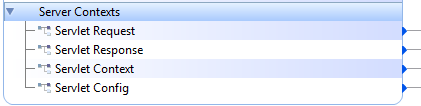 Server Contexts
Servlet Request
Servlet Response
Servlet Context
Servlet Config